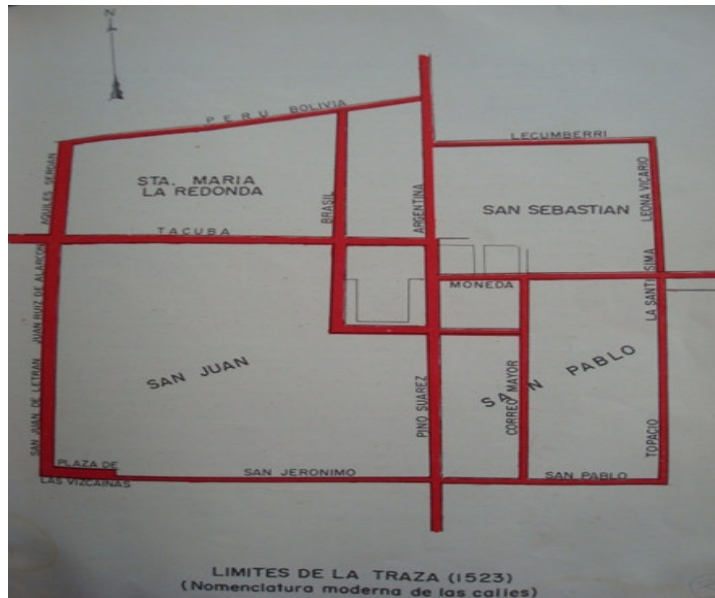 N
PERU BOLIVIA
LECUMBERRI
AQUILES SERDAN
STA. MARIA
LA REDONDA
BRASIL
ARGENTINA
LEONA VICARIO
SAN SEBASTIAN
TACUBA
JUAN RUIZ DE ALARCON
MONEDA
LA SANTISIMA
SAN JUAN
SAN PABLO
SAN JUAN DE LETRAN
PINO SUAREZ
CORREO MAYOR
TOPACIO
PLAZA DE
LAS VIZCAINAS
SAN JERONIMO
SAN PABLO
LIMITES DE LA TRAZA (1523)
(Nomenclatura moderna de las calles)